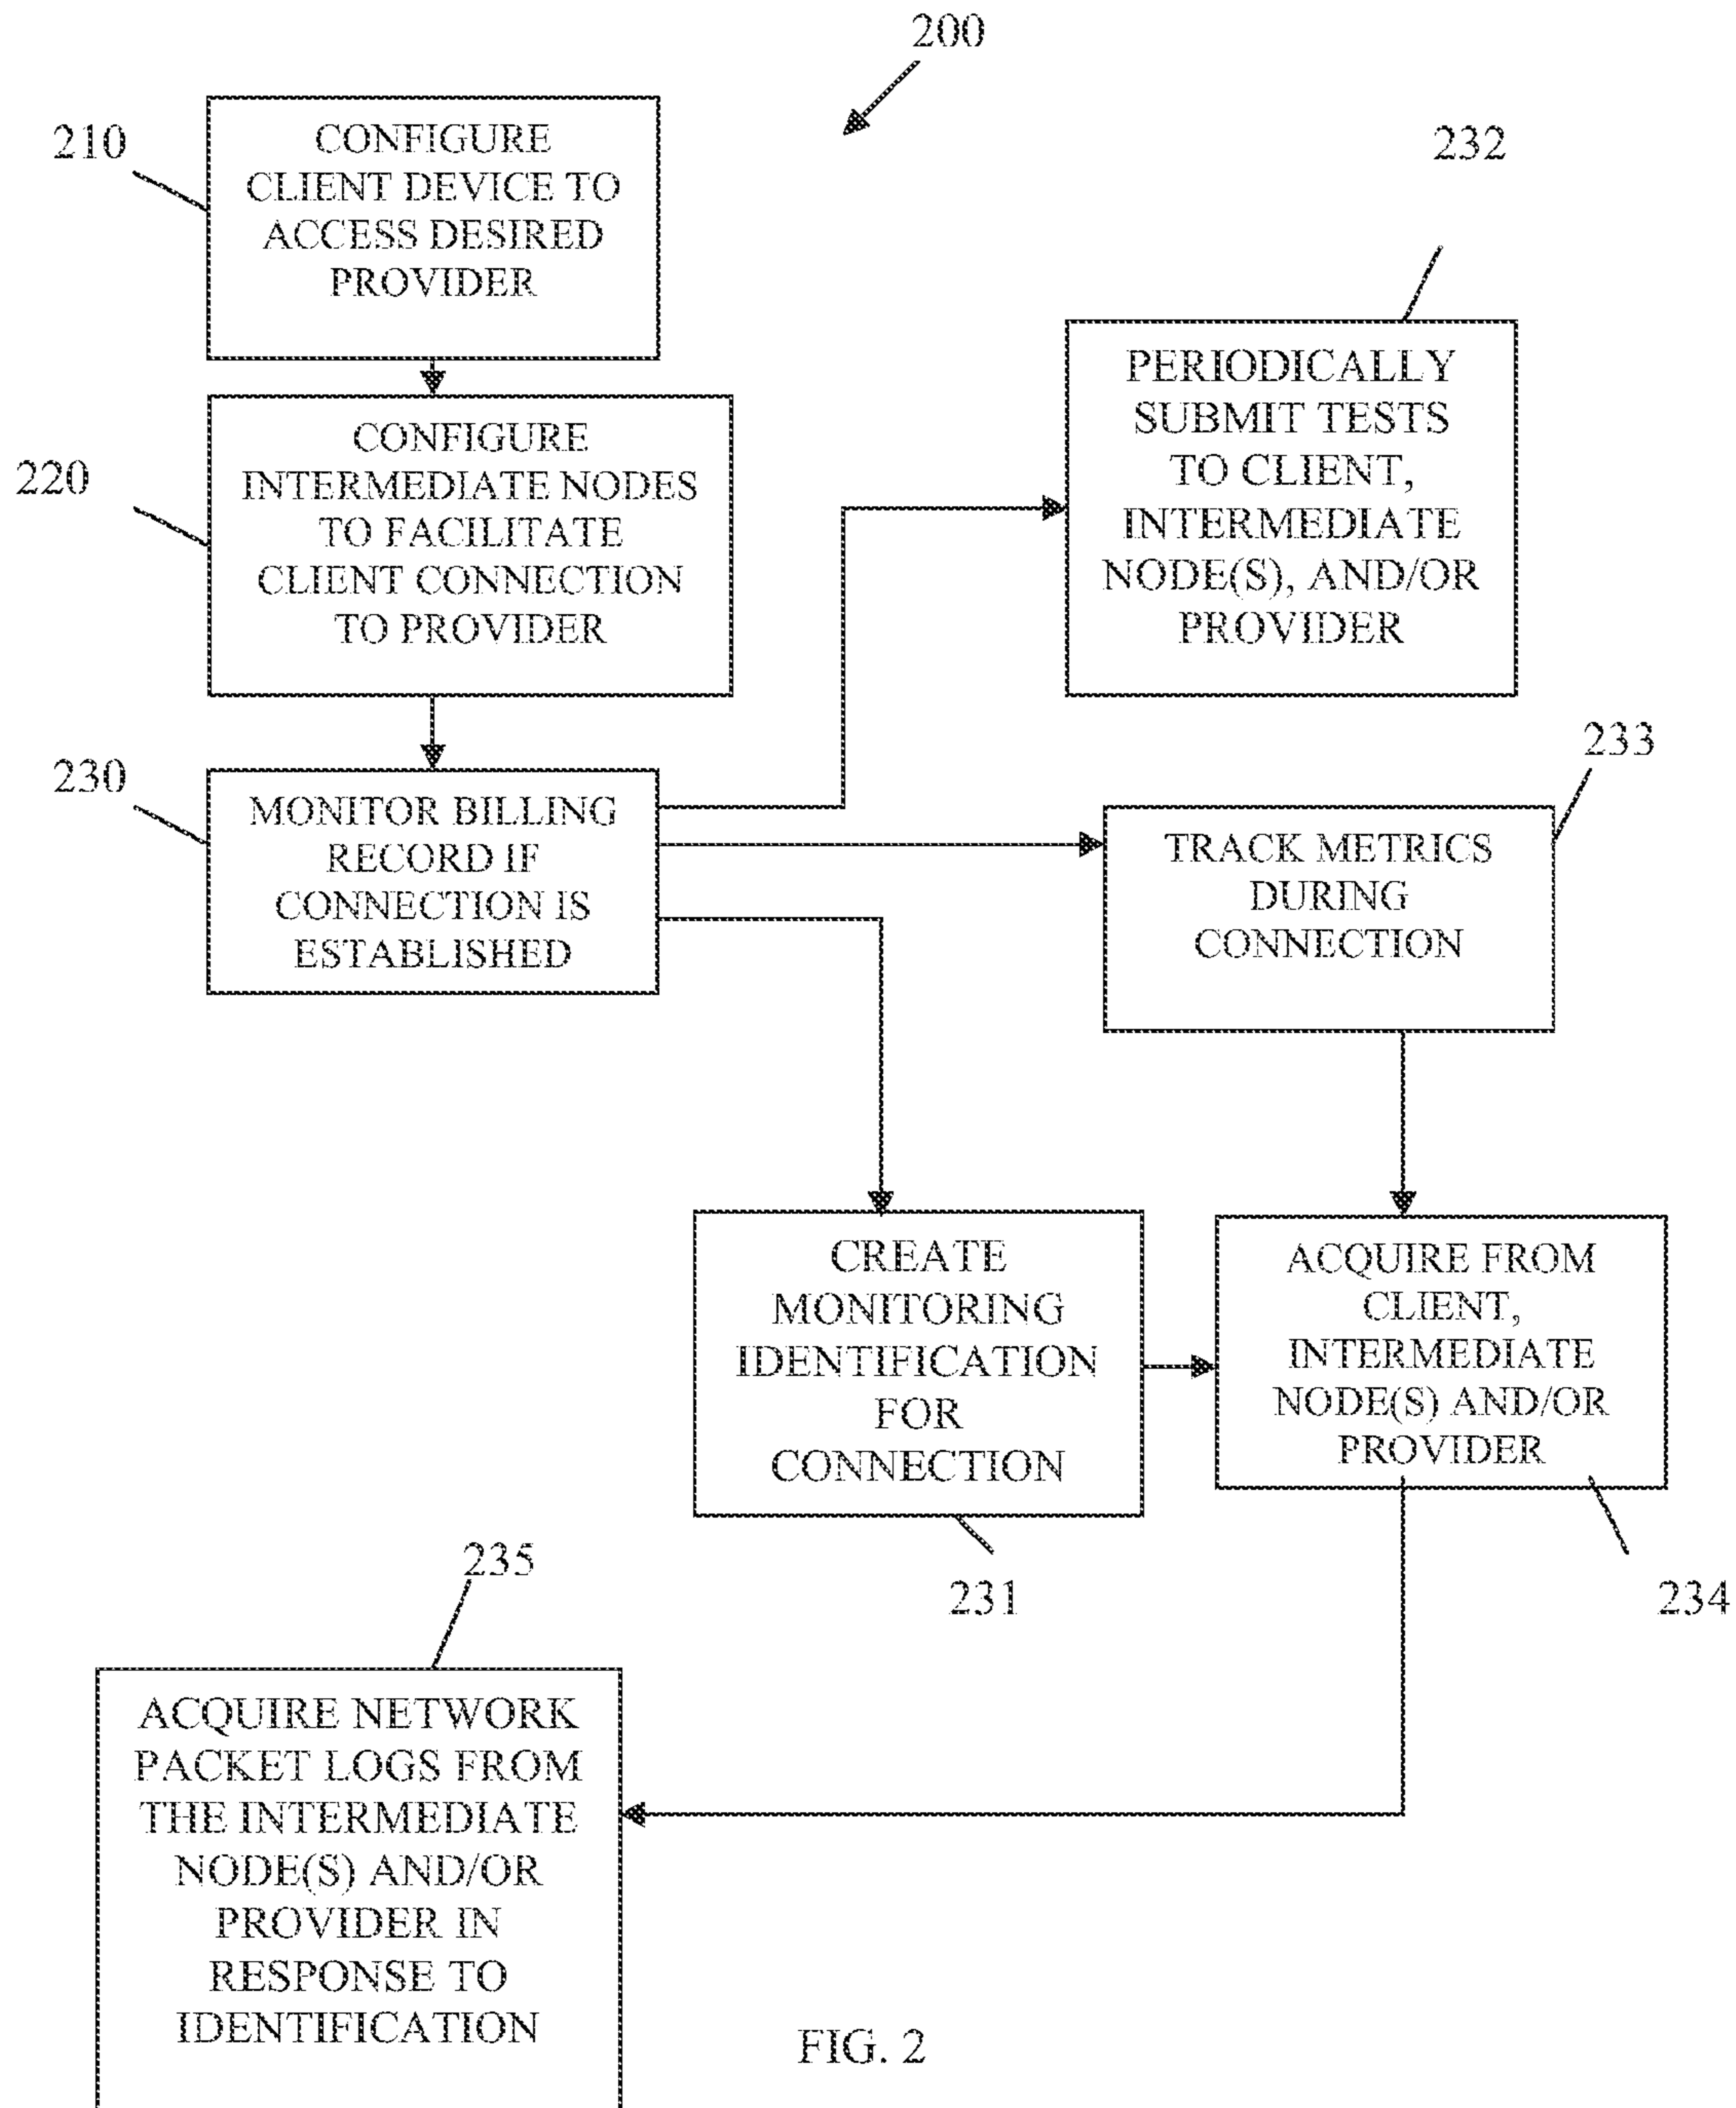 200
210
CONFIGURE
CLIENT DEVICE TO
ACCESS DESIRED
PROVIDER
232
220
CONFIGURE
INTERMEDIATE NODES
TO FACILITATE
CLIENT CONNECTION
TO PROVIDER
PERIODICALLY
SUBMIT TESTS
TO CLIENT,
INTERMEDIATE
NODE(S), AND/OR
PROVIDER
230
MONITOR BILLING
RECORD IF
CONNECTION IS
ESTABLISHED
233
TRACK METRICS
DURING
CONNECTION
CREATE
MONITORING
IDENTIFICATION
FOR
CONNECTION
231
ACQUIRE FROM
CLIENT,
INTERMEDIATE
NODE(S) AND/OR
PROVIDER
234
235
ACQUIRE NETWORK
PACKET LOGS FROM
THE INTERMEDIATE
NODE(S) AND/OR
PROVIDER IN
RESPONSE TO
IDENTIFICATION
FIG. 2